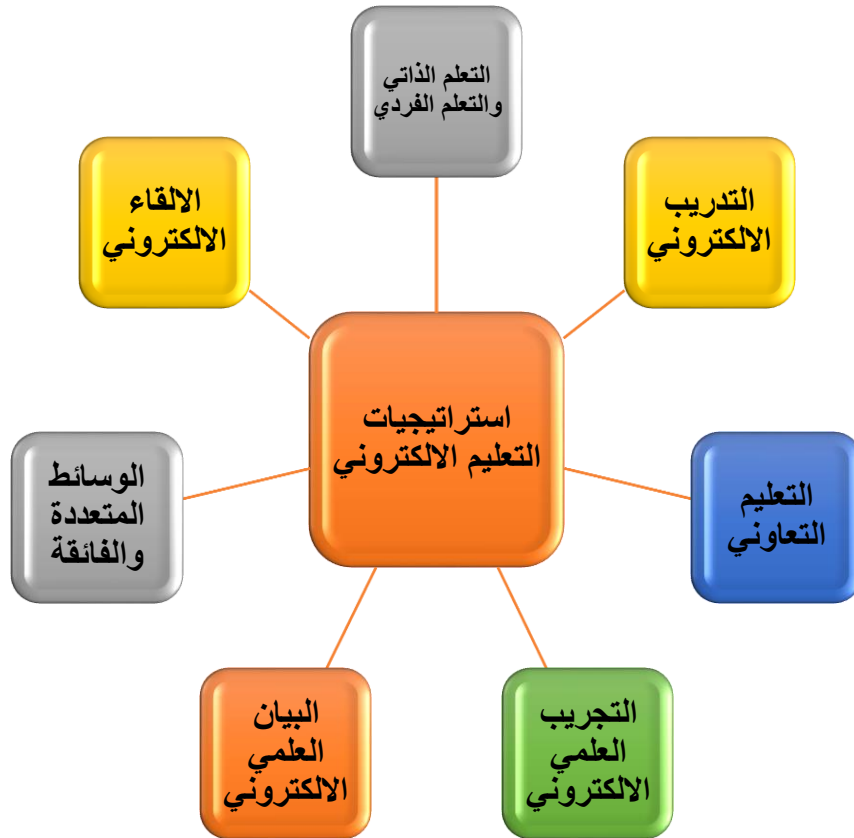 التعلم الذاتي
والتعلم الفردي
التدريب
الالكتروني
التعليم
التعاوني
التجريب
العلمي
الالكتروني
البيان
العلمي
الالكتروني
الوسائط
المتعددة
والفائقة
الالقاء
الالكتروني
استراتيجيات
التعليم الالكتروني